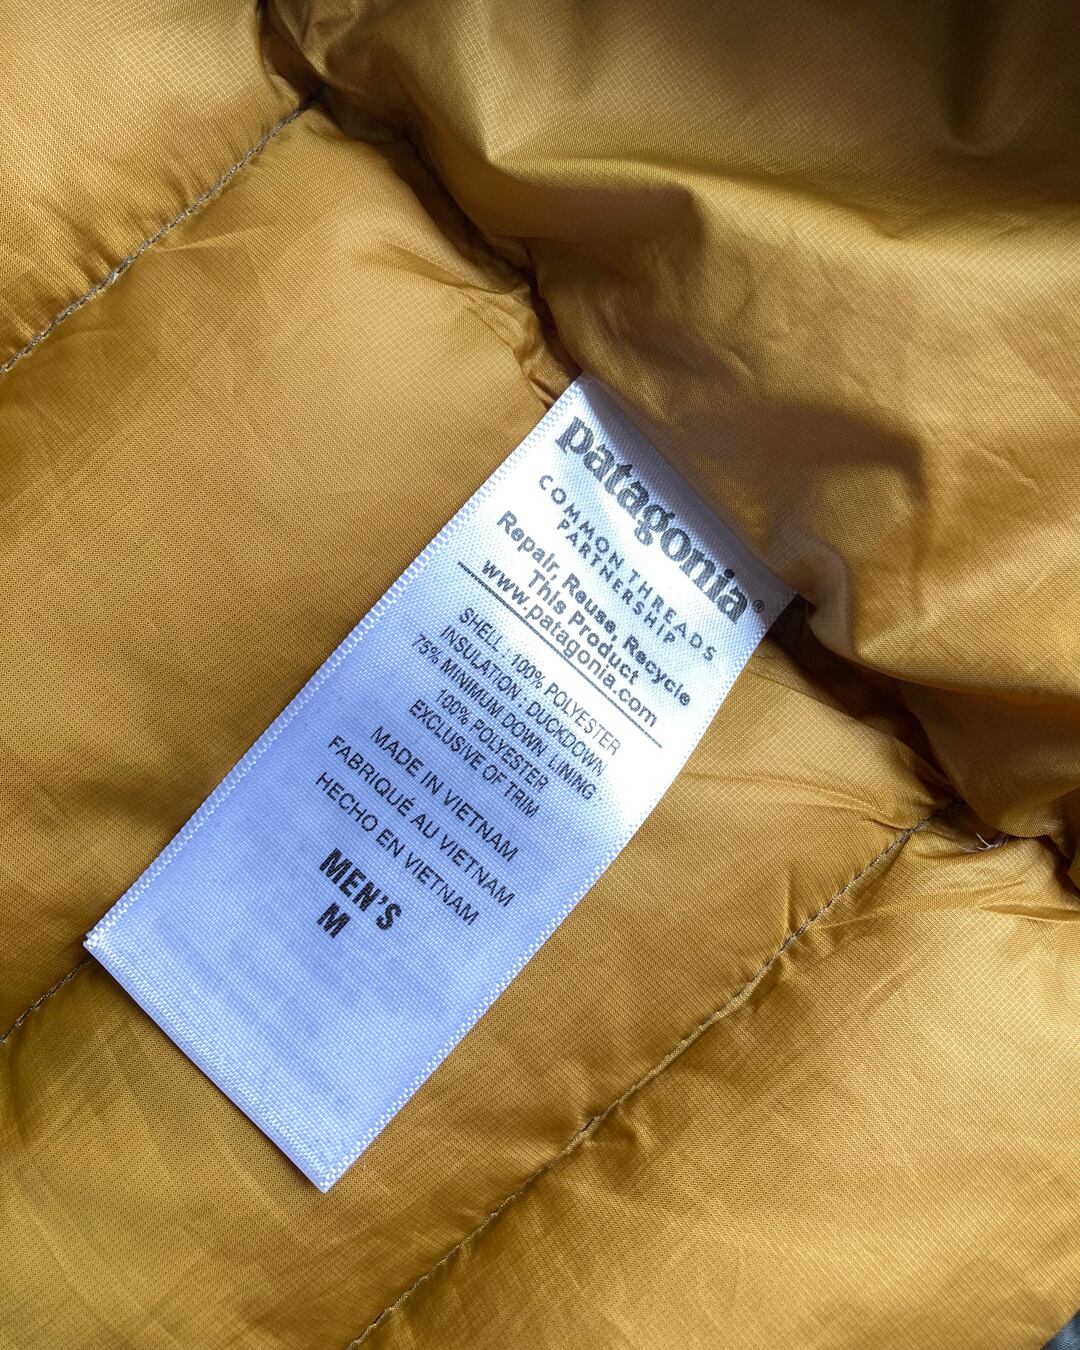 patagonia®
COMMON THREADS
PARTNERSHIP
Repair, Reuse, Recycle
This Product
www.patagonia.com
SHELL : 100% POLYESTER
INSULATION : DUCKDOWN,
75% MINIMUM DOWN, LINING :
100% POLYESTER
EXCLUSIVE OF TRIM
MADE IN VIETNAM
FABRIQUÉ AU VIETNAM
HECHO EN VIETNAM
MEN'S
M